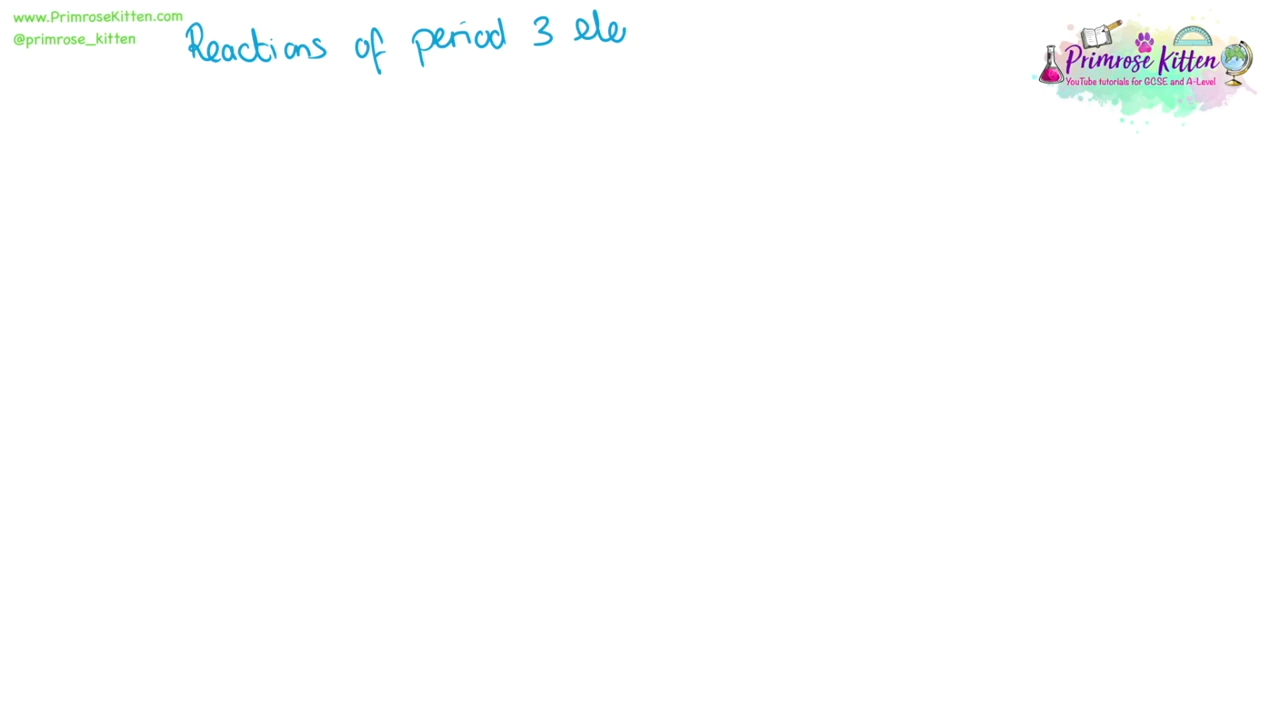 www.PrimroseKitten.com
@primrose_kitten
Reactions of period 3 ele
Primrose Kitten
YouTube tutorials for GCSE and A-Level